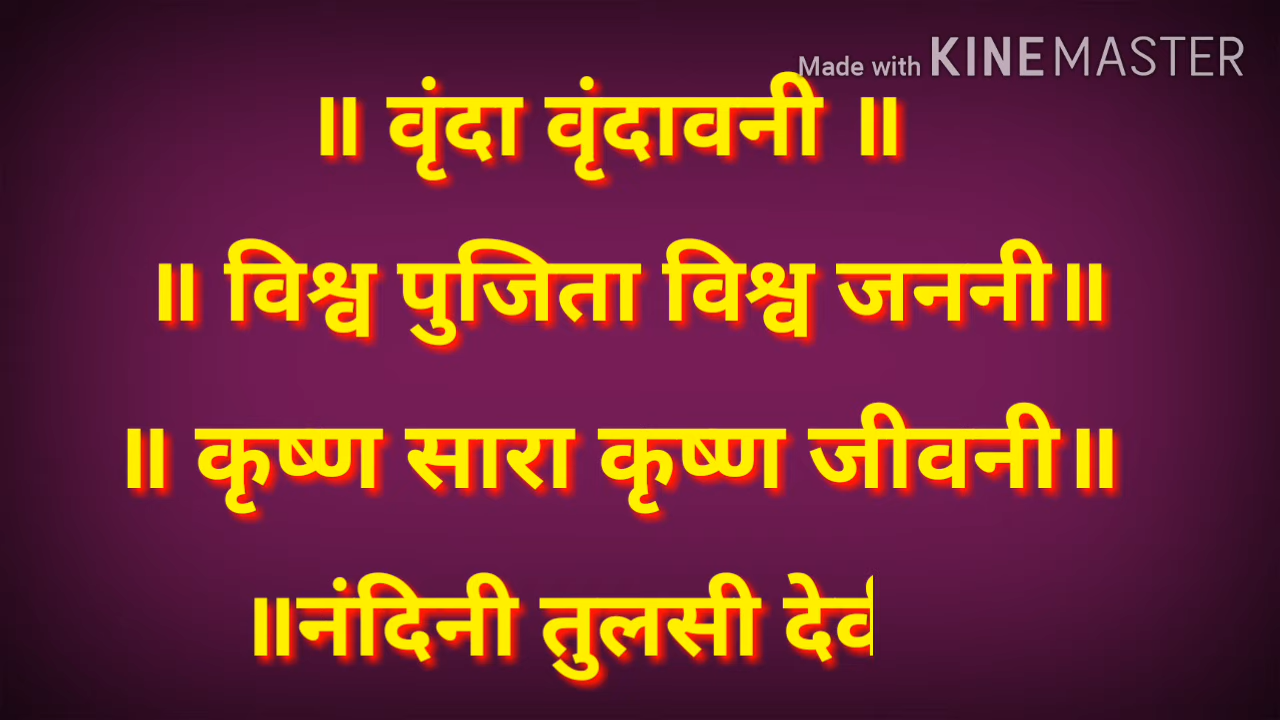 Made with KINEMASTER
॥ वृंदा वृंदावनी ॥
॥ विश्व पुजिता विश्व जननी॥
॥ कृष्ण सारा कृष्ण जीवनी॥
॥नंदिनी तुलसी